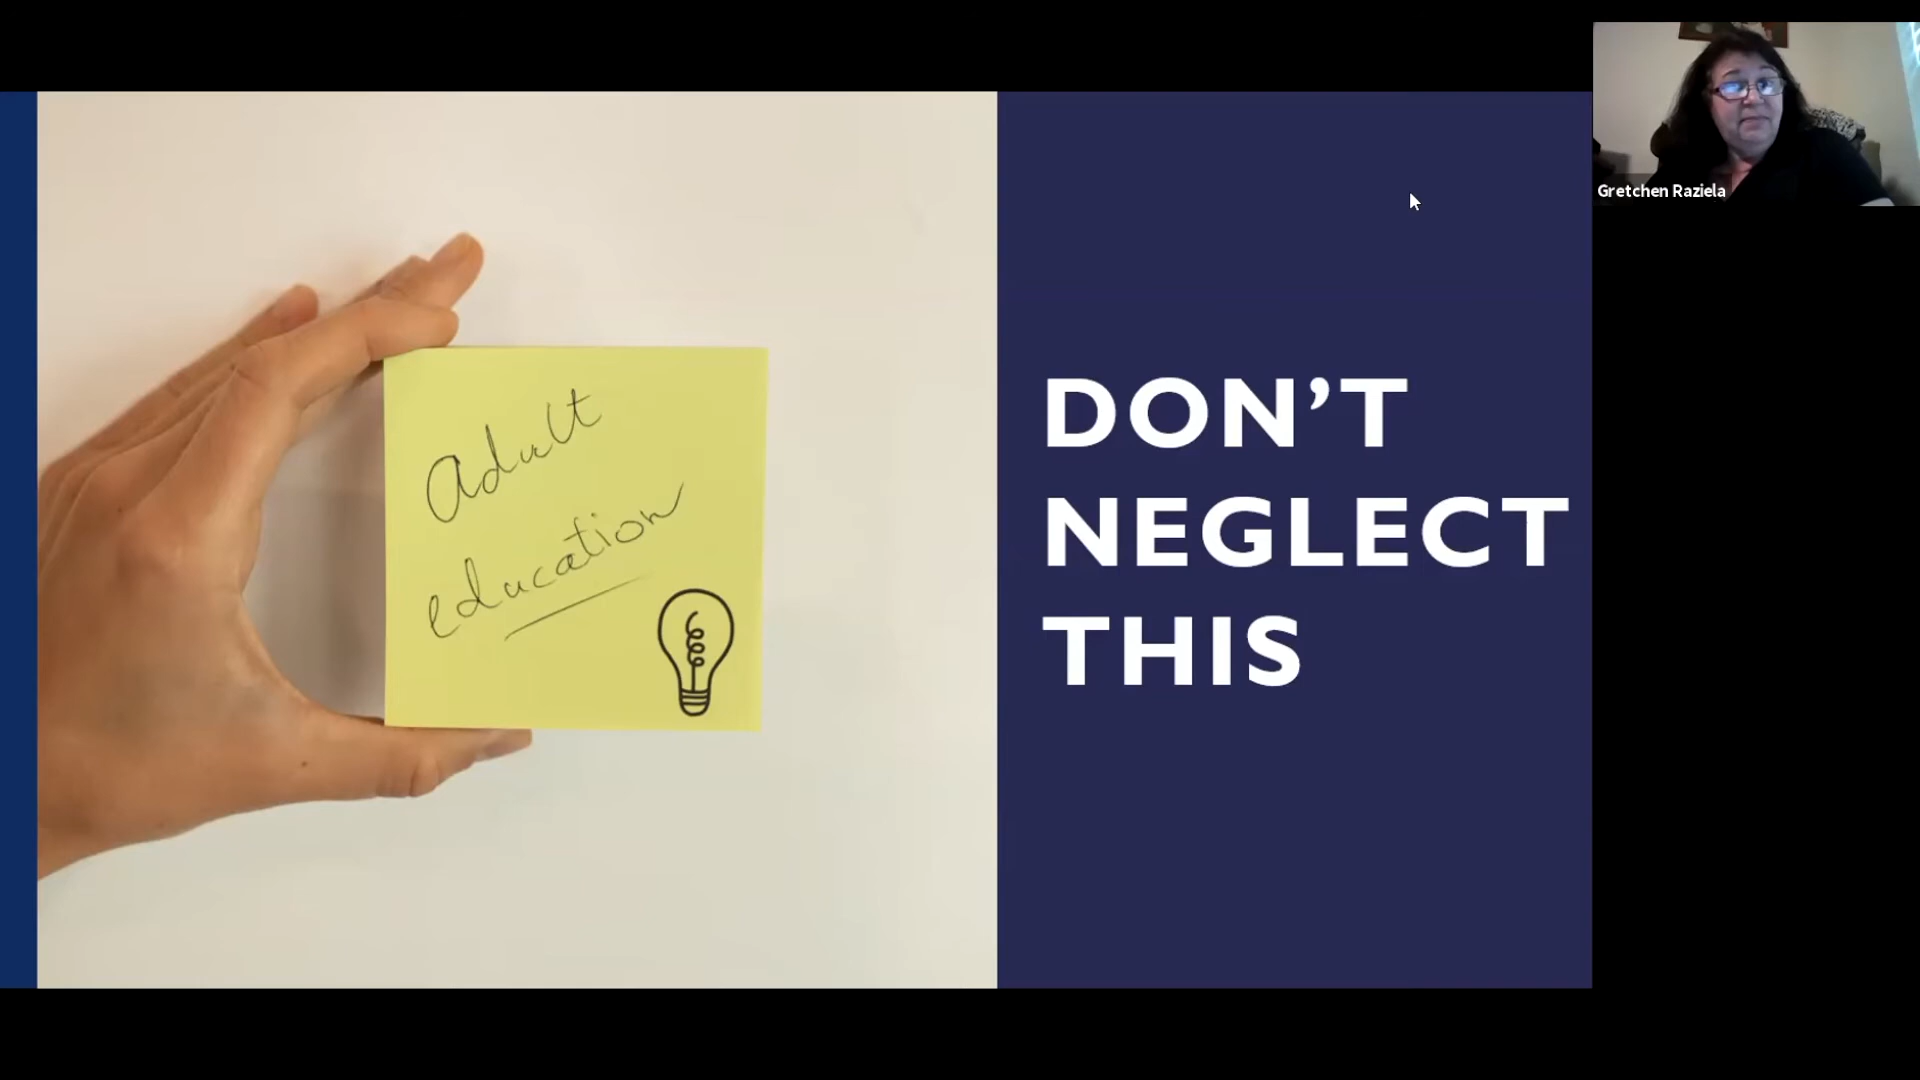 adult
education
DON’T
NEGLECT
THIS
Gretchen Raziela